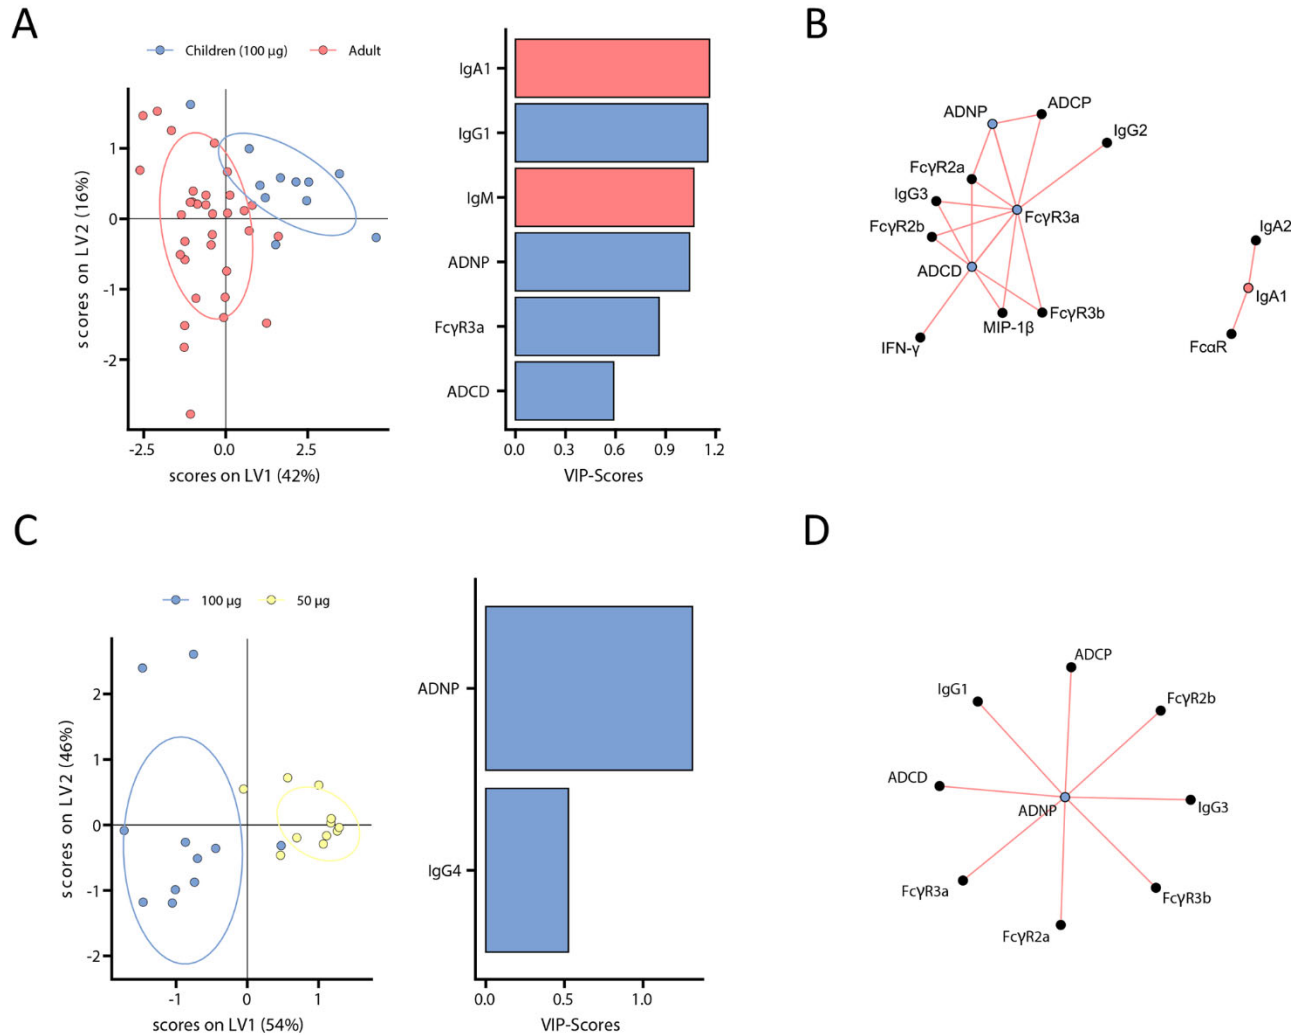 A
Children (100 μg) Adult
1
0
-1
-2
scores on LV2 (16%)
-2.5 0.0 2.5
scores on LV1 (42%)
IgA1
IgG1
IgM
ADNP
FcγR3a
ADCD
0.0 0.3 0.6 0.9 1.2
VIP-Scores
B
ADNP
ADCP
IgG2
FcγR2a
IgG3
FcγR3a
FcγR2b
ADCD
IgA2
IgA1
FcαR
MIP-1β
FcγR3b
IFN-γ
C
100 μg 50 μg
2
1
0
-1
-2
scores on LV2 (46%)
-1 0 1
scores on LV1 (54%)
ADNP
IgG4
0.0 0.5 1.0
VIP-Scores
D
ADCP
IgG1
FcγR2b
ADCD
ADNP
IgG3
FcγR3a
FcγR3b
FcγR2a